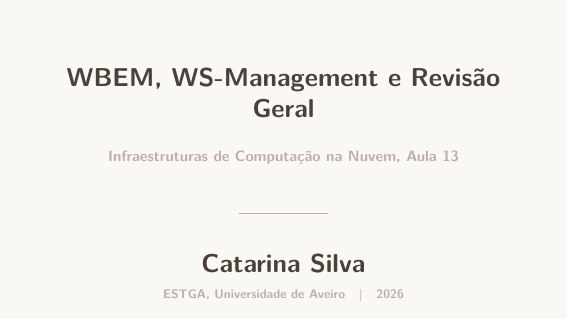 WBEM, WS-Management e Revisão
Geral
Infraestruturas de Computação na Nuvem, Aula 13
Catarina Silva
ESTGA, Universidade de Aveiro | 2026